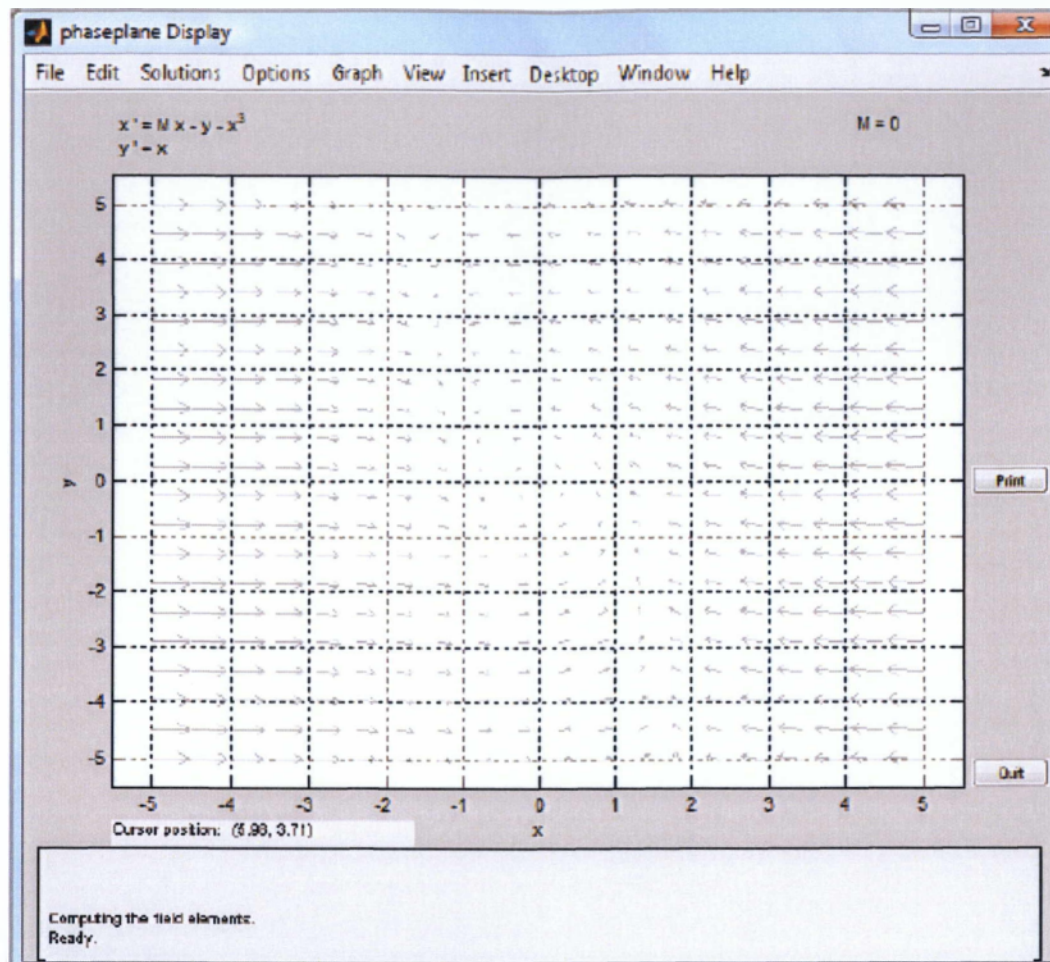 phaseplane Display
File Edit Solutions Options Graph View Insert Desktop Window Help
x ' = M x - y - x³
y ' = x
M = 0
5
4
3
2
1
0
-1
-2
-3
-4
-5
y
-5 -4 -3 -2 -1 0 1 2 3 4 5
x
Print
Quit
Cursor position: (5.98, 3.71)
Computing the field elements.
Ready.